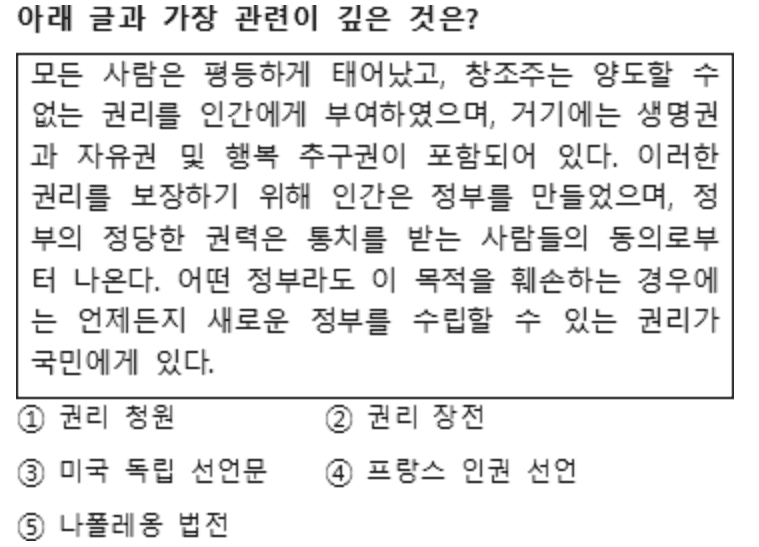 아래 글과 가장 관련이 깊은 것은?
모든 사람은 평등하게 태어났고, 창조주는 양도할 수
없는 권리를 인간에게 부여하였으며, 거기에는 생명권
과 자유권 및 행복 추구권이 포함되어 있다. 이러한
권리를 보장하기 위해 인간은 정부를 만들었으며, 정
부의 정당한 권력은 통치를 받는 사람들의 동의로부
터 나온다. 어떤 정부라도 이 목적을 훼손하는 경우에
는 언제든지 새로운 정부를 수립할 수 있는 권리가
국민에게 있다.
① 권리 청원 ② 권리 장전
③ 미국 독립 선언문 ④ 프랑스 인권 선언
⑤ 나폴레옹 법전